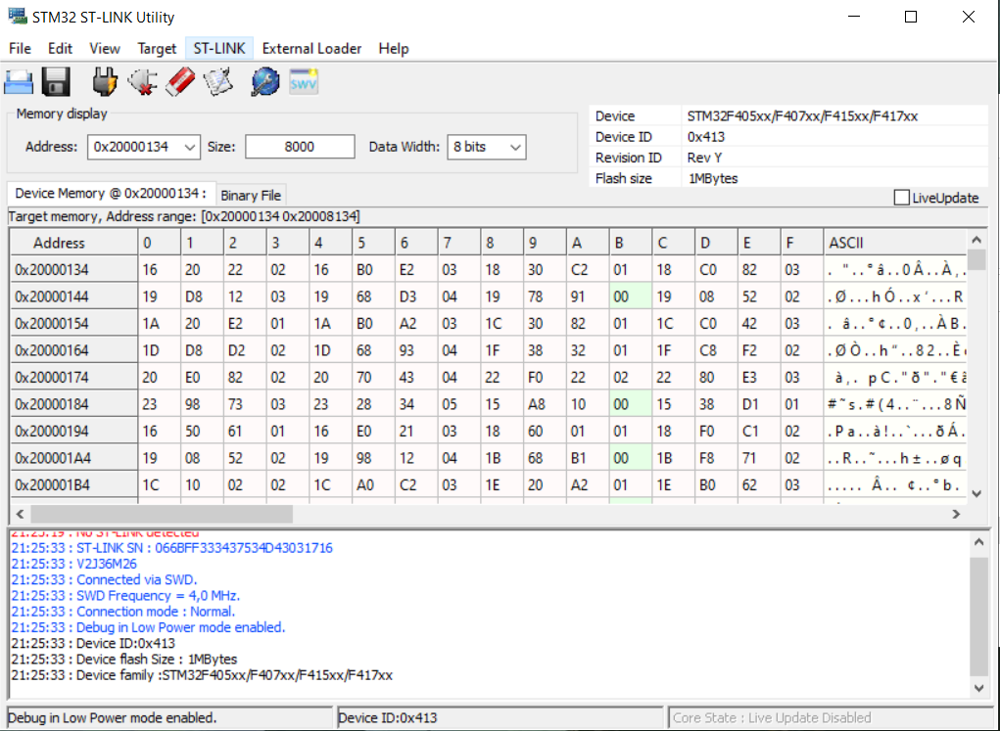 STM32 ST-LINK Utility
File Edit View Target ST-LINK External Loader Help
SWV
Memory display
Address: 0x20000134 Size: 8000 Data Width: 8 bits
Device STM32F405xx/F407xx/F415xx/F417xx
Device ID 0x413
Revision ID Rev Y
Flash size 1MBytes
Device Memory @ 0x20000134 : Binary File
LiveUpdate
Target memory, Address range: [0x20000134 0x20008134]
Address 0 1 2 3 4 5 6 7 8 9 A B C D E F ASCII
0x20000134 16 20 22 02 16 B0 E2 03 18 30 C2 01 18 C0 82 03 . "..°â..0Â..À‚.
0x20000144 19 D8 12 03 19 68 D3 04 19 78 91 00 19 08 52 02 .Ø...hÓ..x‘...R
0x20000154 1A 20 E2 01 1A B0 A2 03 1C 30 82 01 1C C0 42 03 . â..°¢..0‚..ÀB.
0x20000164 1D D8 D2 02 1D 68 93 04 1F 38 32 01 1F C8 F2 02 .ØÒ..h“..82..È
0x20000174 20 E0 82 02 20 70 43 04 22 F0 22 02 22 80 E3 03 à‚. pC."ð"."€ã
0x20000184 23 98 73 03 23 28 34 05 15 A8 10 00 15 38 D1 01 #˜s.#(4..¨...8Ñ
0x20000194 16 50 61 01 16 E0 21 03 18 60 01 01 18 F0 C1 02 .Pa..à!..`...ðÁ.
0x200001A4 19 08 52 02 19 98 12 04 1B 68 B1 00 1B F8 71 02 ..R..˜...h±..øq
0x200001B4 1C 10 02 02 1C A0 C2 03 1E 20 A2 01 1E B0 62 03 ..... Â.. ¢..°b.
21:25:19 : No ST-LINK detected
21:25:33 : ST-LINK SN : 066BFF333437534D43031716
21:25:33 : V2J36M26
21:25:33 : Connected via SWD.
21:25:33 : SWD Frequency = 4,0 MHz.
21:25:33 : Connection mode : Normal.
21:25:33 : Debug in Low Power mode enabled.
21:25:33 : Device ID:0x413
21:25:33 : Device flash Size : 1MBytes
21:25:33 : Device family :STM32F405xx/F407xx/F415xx/F417xx
Debug in Low Power mode enabled. Device ID:0x413 Core State : Live Update Disabled